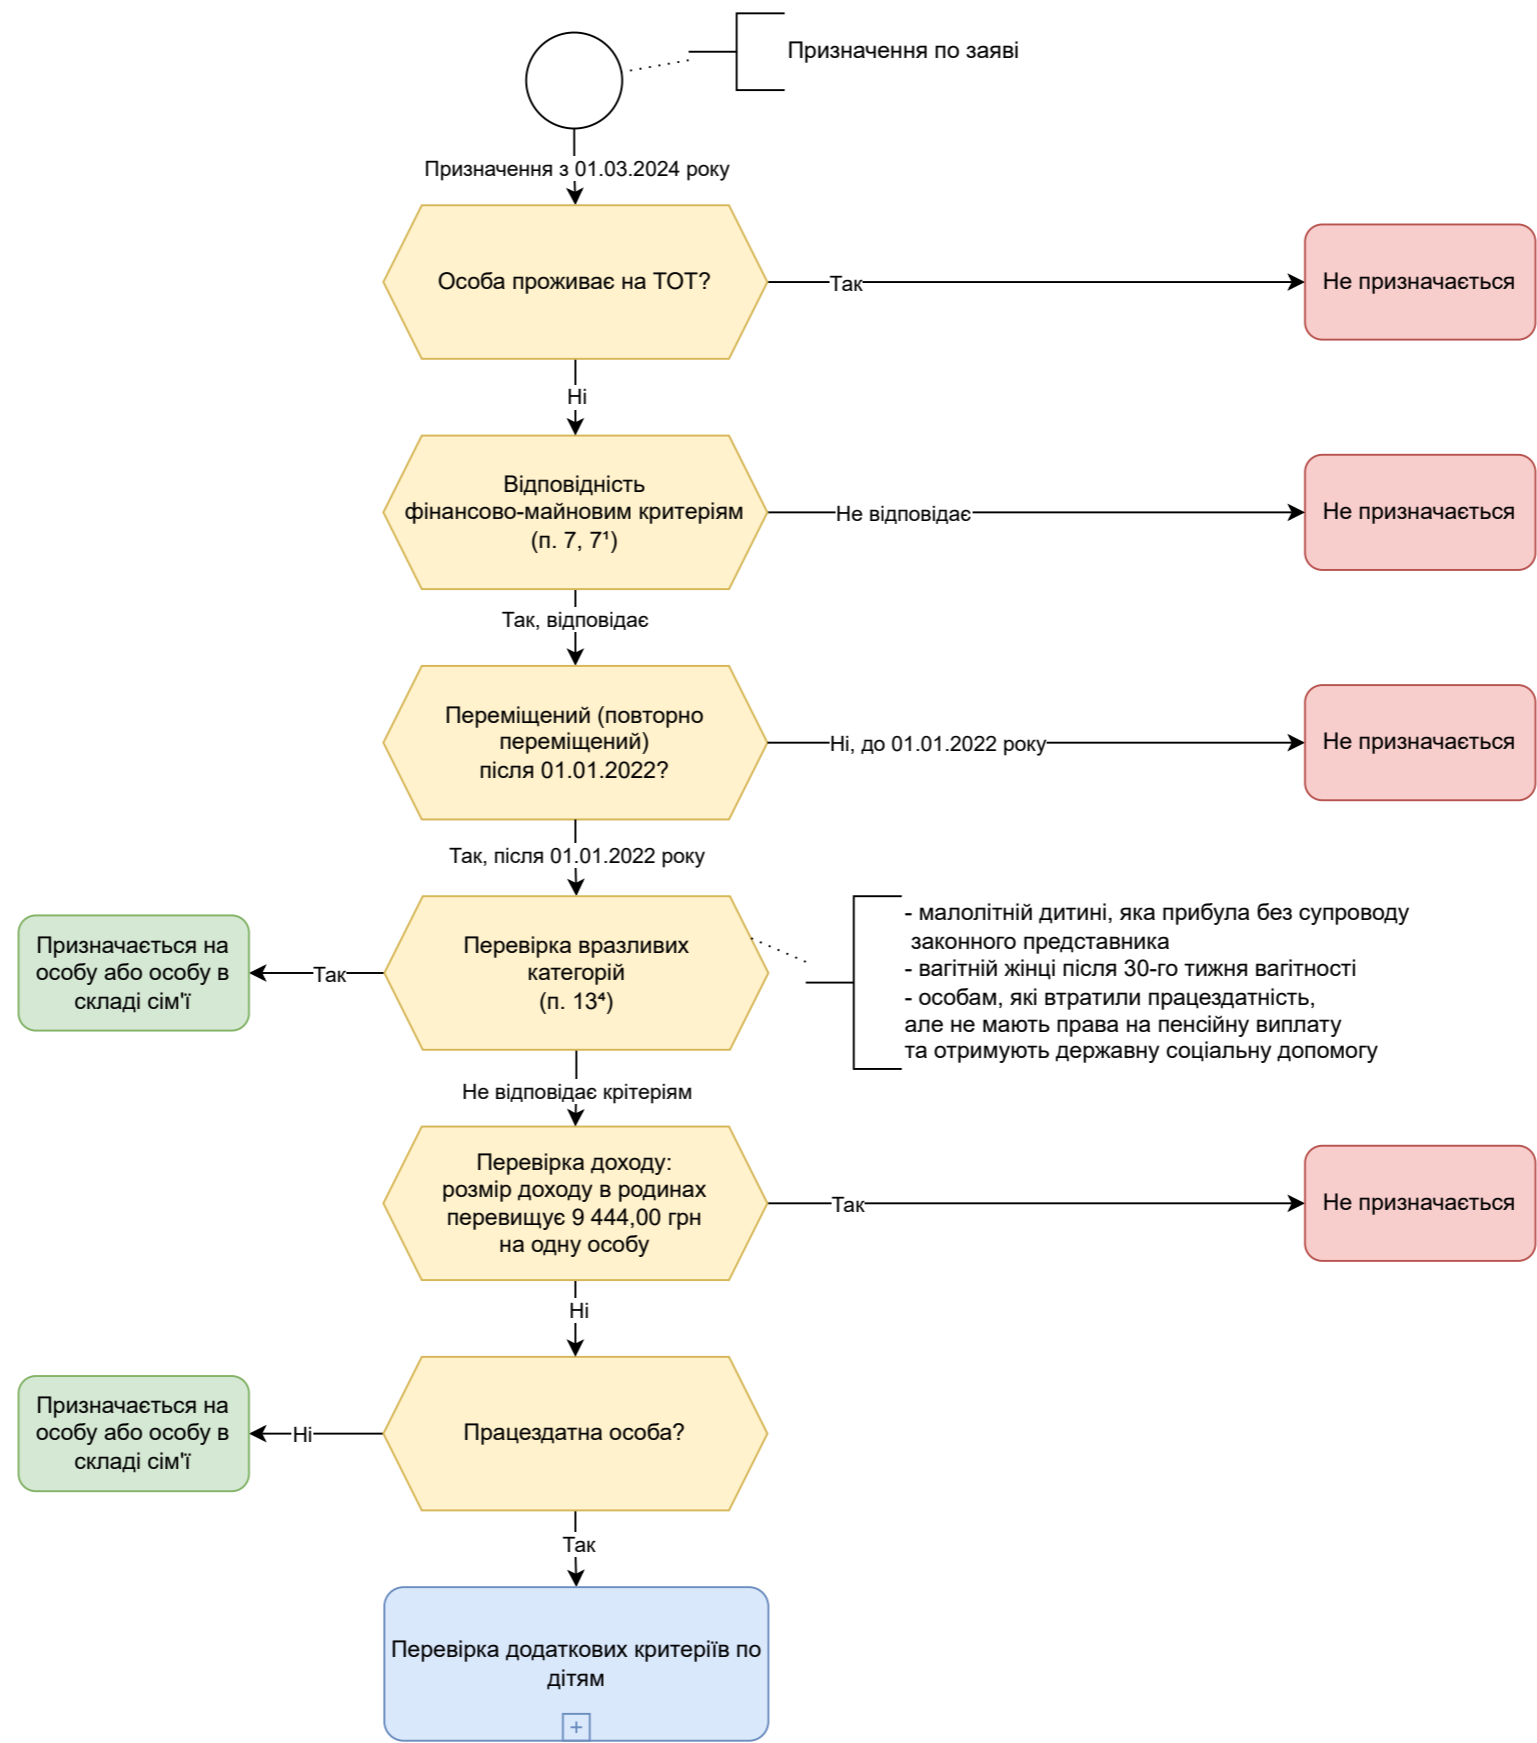 Призначення по заяві
Призначення з 01.03.2024 року
Особа проживає на ТОТ?
Так
Не призначається
Ні
Відповідність
фінансово-майновим критеріям
(п. 7, 7¹)
Не відповідає
Не призначається
Так, відповідає
Переміщений (повторно
переміщений)
після 01.01.2022?
Ні, до 01.01.2022 року
Не призначається
Так, після 01.01.2022 року
Призначається на
особу або особу в
складі сім'ї
Так
Перевірка вразливих
категорій
(п. 13⁴)
- малолітній дитині, яка прибула без супроводу
законного представника
- вагітній жінці після 30-го тижня вагітності
- особам, які втратили працездатність,
але не мають права на пенсійну виплату
та отримують державну соціальну допомогу
Не відповідає крітеріям
Перевірка доходу:
розмір доходу в родинах
перевищує 9 444,00 грн
на одну особу
Так
Не призначається
Ні
Призначається на
особу або особу в
складі сім'ї
Ні
Працездатна особа?
Так
Перевірка додаткових критеріїв по
дітям
+